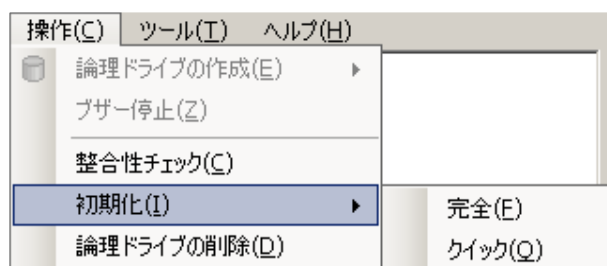 操作(C) ツール(T) ヘルプ(H)
論理ドライブの作成(E)
ブザー停止(Z)
整合性チェック(C)
初期化(I)
完全(F)
論理ドライブの削除(D)
クイック(Q)